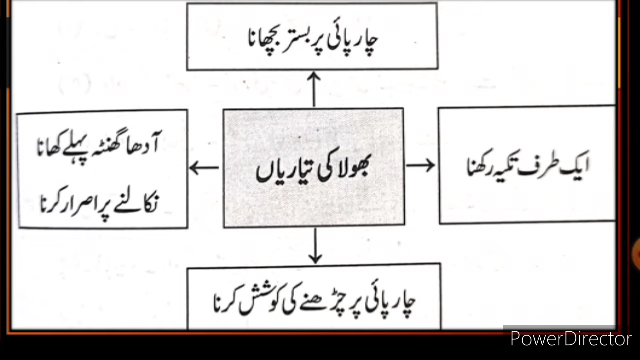 چارپائی پر بستر بچھانا
ایک طرف تکیہ رکھنا
بھولا کی تیاریاں
آدھا گھنٹہ پہلے کھانا
نکالنے پر اصرار کرنا
چارپائی پر چڑھنے کی کوشش کرنا
PowerDirector